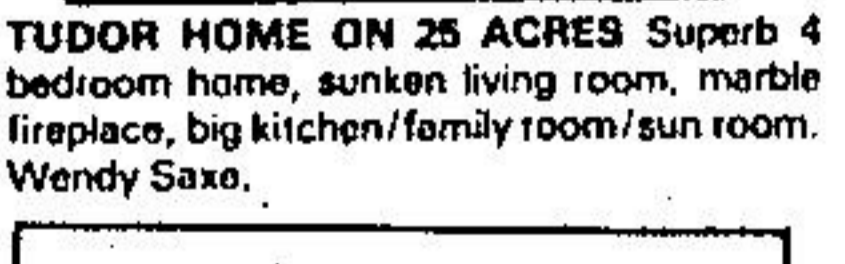 TUDOR HOME ON 25 ACRES Superb 4
bedroom home, sunken living room, marble
fireplace, big kitchen/family room/sun room.
Wendy Saxe.